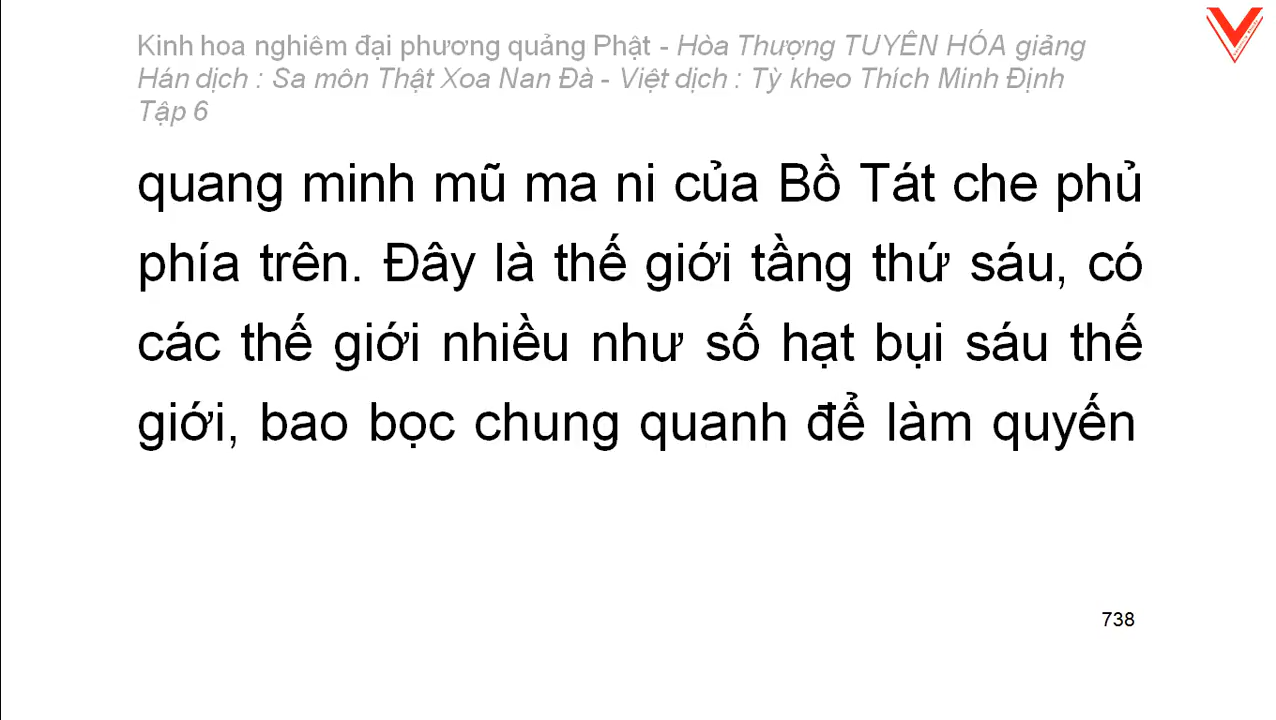 Kinh hoa nghiêm đại phương quảng Phật - Hòa Thượng TUYÊN HÓA giảng
Hán dịch : Sa môn Thật Xoa Nan Đà - Việt dịch : Tỳ kheo Thích Minh Định
Tập 6
quang minh mũ ma ni của Bồ Tát che phủ
phía trên. Đây là thế giới tầng thứ sáu, có
các thế giới nhiều như số hạt bụi sáu thế
giới, bao bọc chung quanh để làm quyến
738